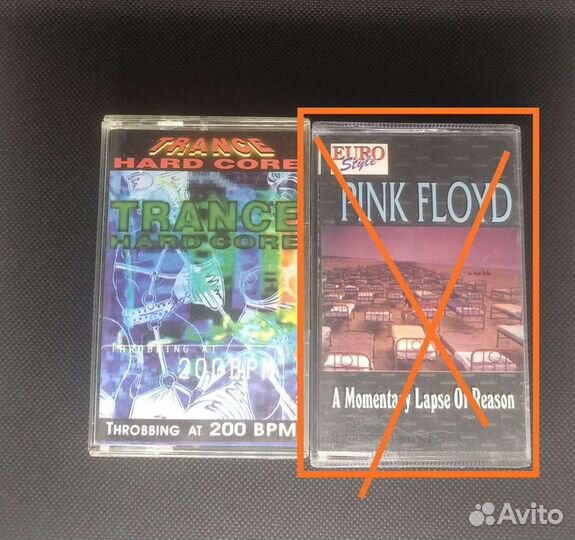 TRANCE
HARD CORE
TRANCE
HARD CORE
THROBBING AT
200BPM
THROBBING AT 200 BPM
EURO
Style
PINK FLOYD
A Momentary Lapse Of Reason
Avito